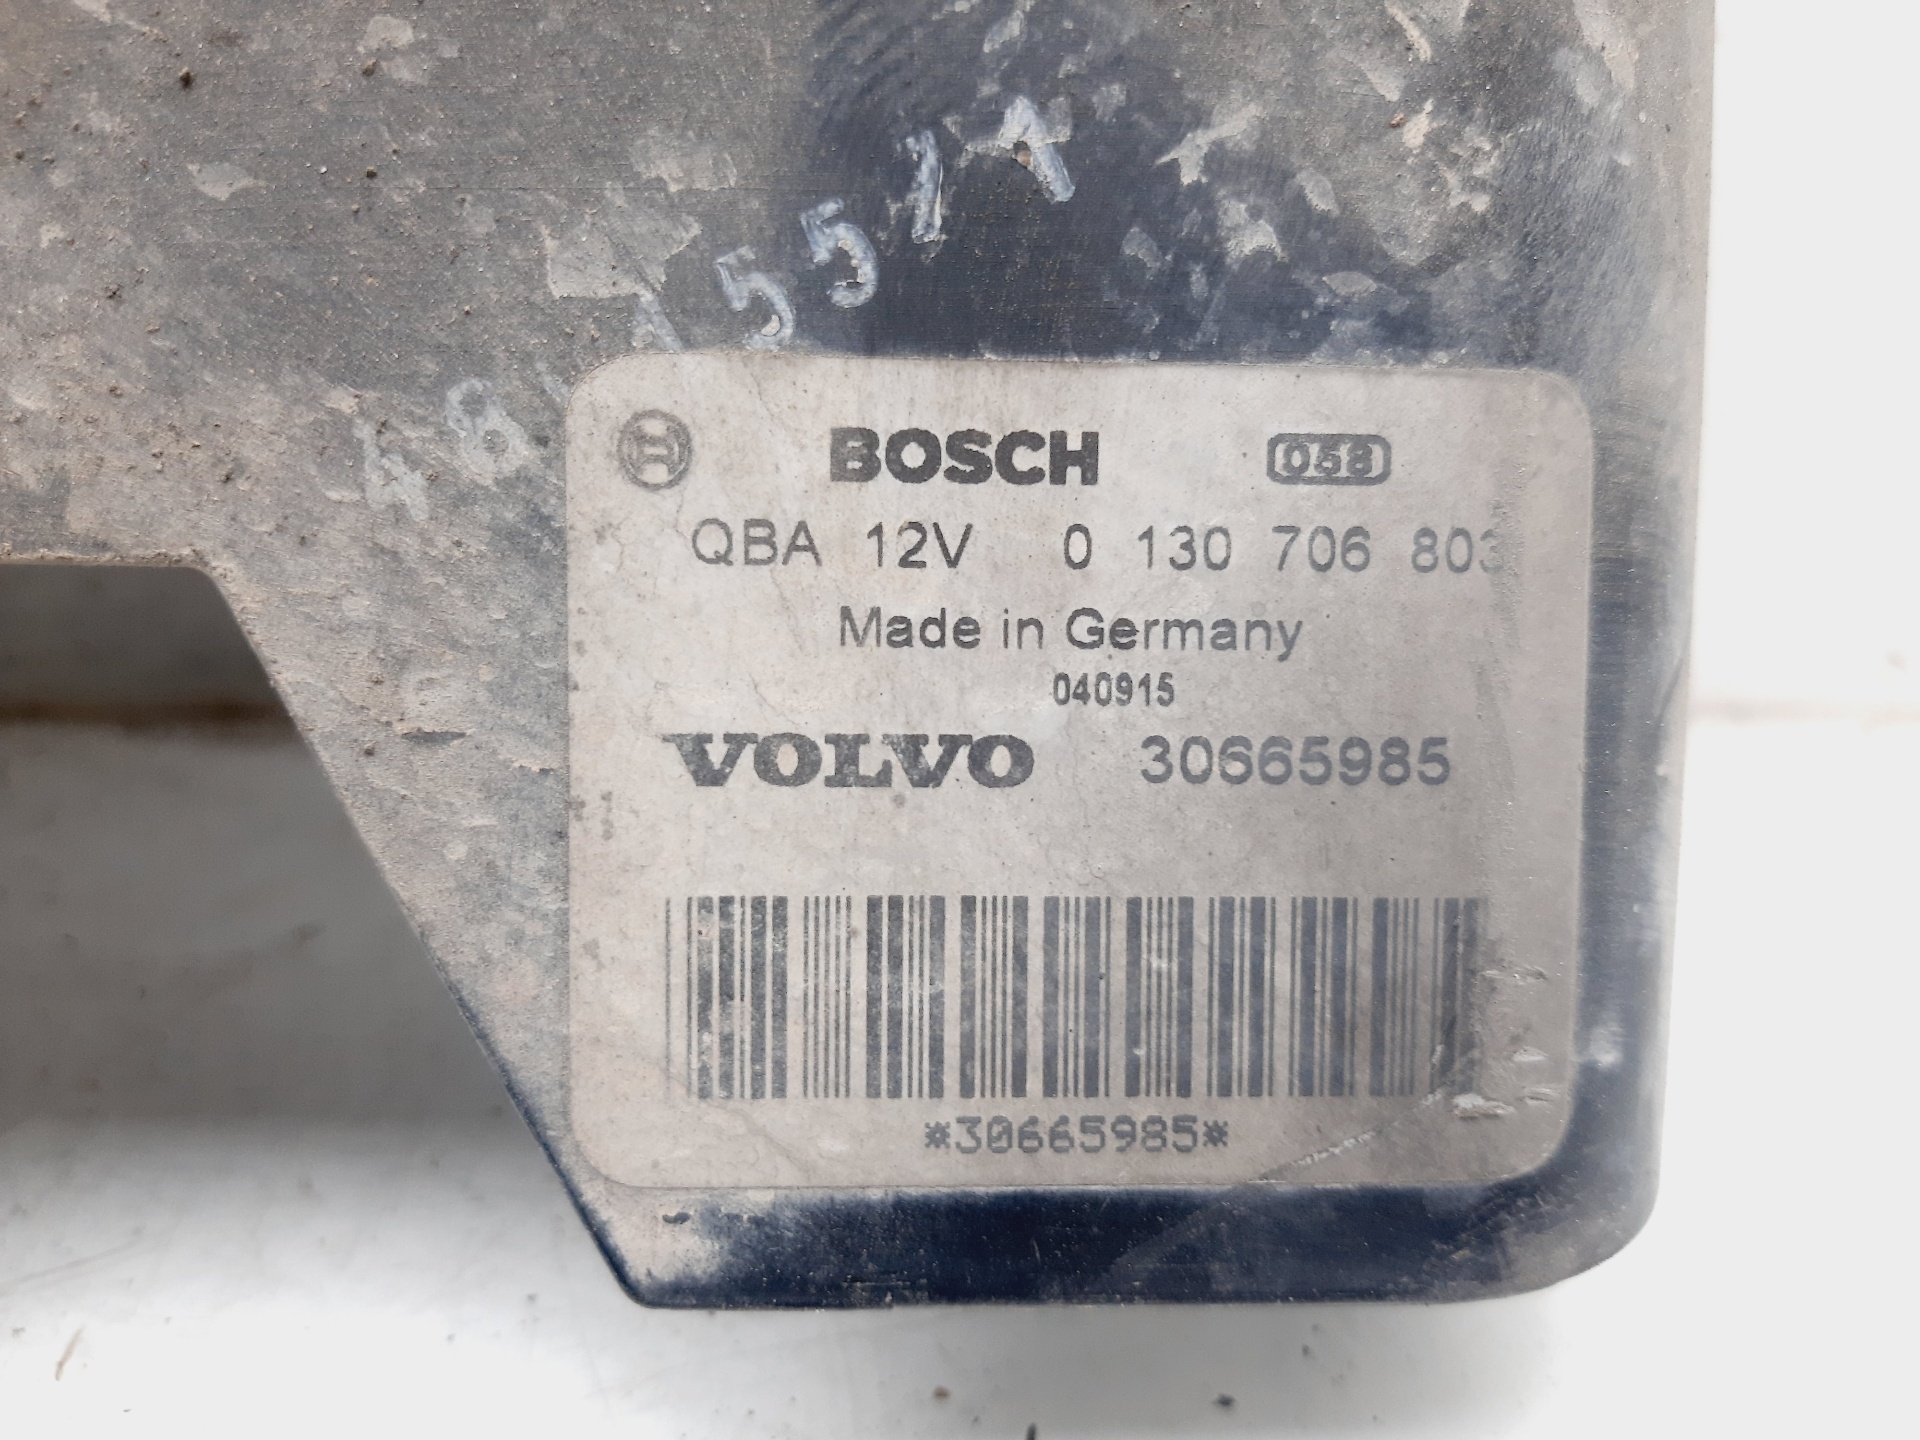 BOSCH 058
QBA 12V 0 130 706 803
Made in Germany
040915
VOLVO 30665985
*30665985*